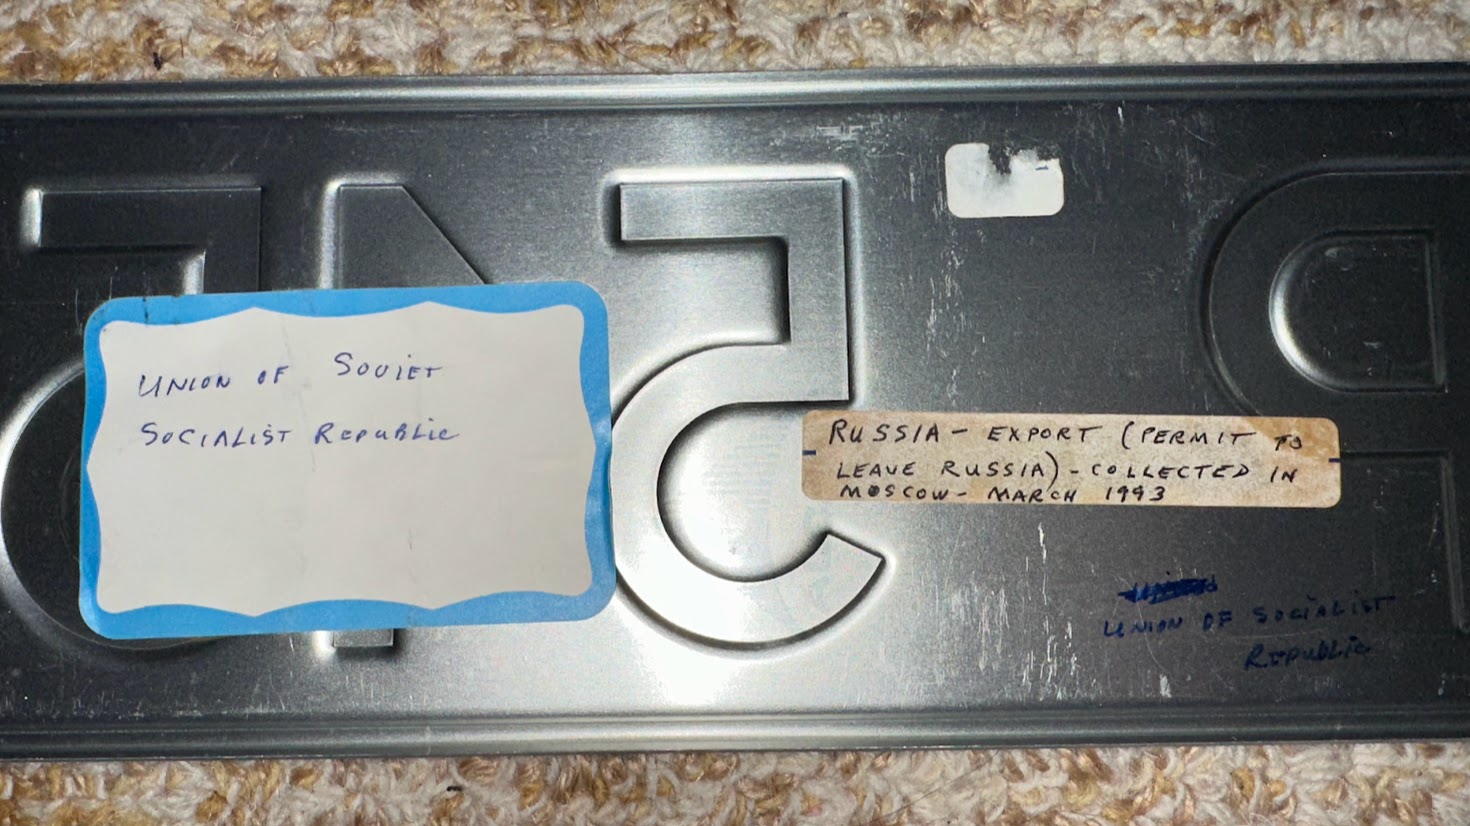 UNION OF SOVIET
SOCIALIST REPUBLIC
RUSSIA - EXPORT (PERMIT TO
LEAVE RUSSIA) - COLLECTED IN
MOSCOW - MARCH 1993
UNION OF SOCIALIST
REPUBLIC